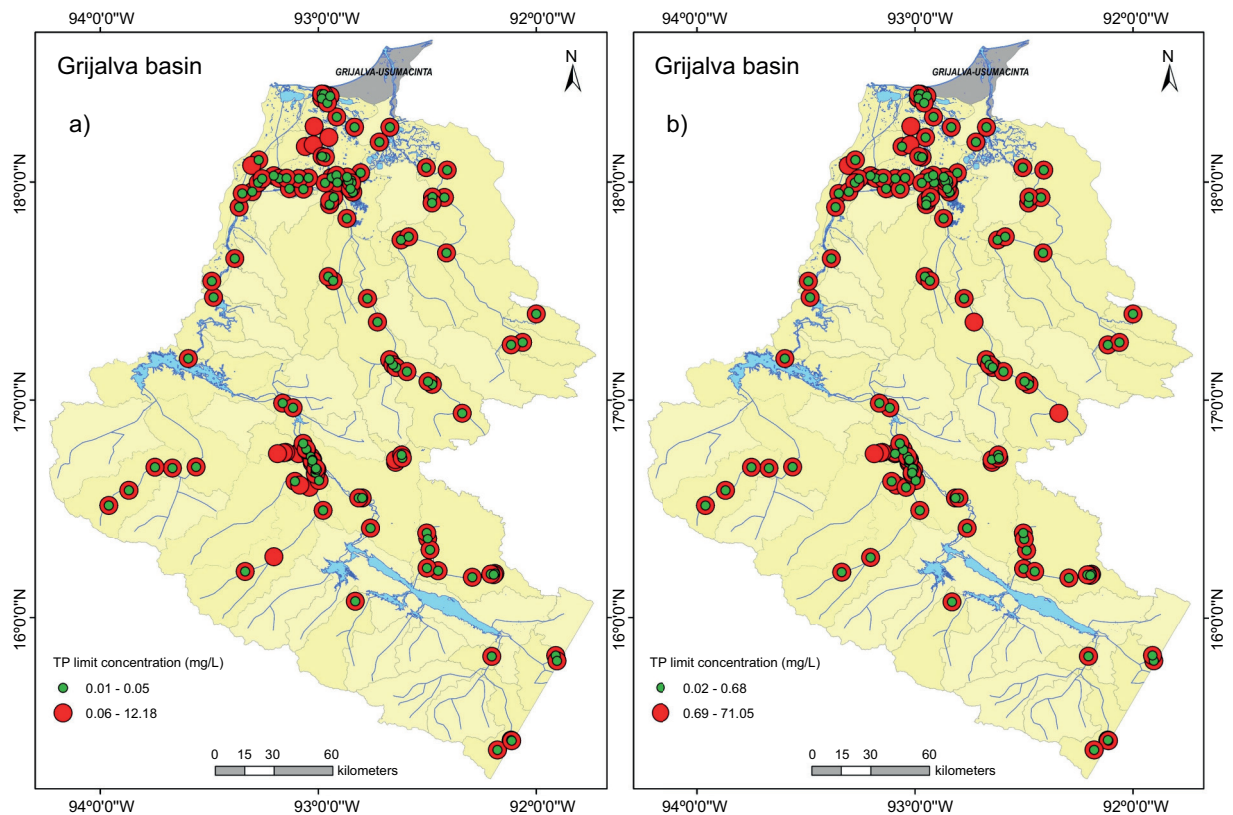 94°0'0"W 93°0'0"W 92°0'0"W
Grijalva basin
N
GRIJALVA-USUMACINTA
a)
18°0'0"N
17°0'0"N
16°0'0"N
TP limit concentration (mg/L)
0.01 - 0.05
0.06 - 12.18
0 15 30 60
kilometers
94°0'0"W 93°0'0"W 92°0'0"W
94°0'0"W 93°0'0"W 92°0'0"W
Grijalva basin
N
GRIJALVA-USUMACINTA
b)
18°0'0"N
17°0'0"N
16°0'0"N
TP limit concentration (mg/L)
0.02 - 0.68
0.69 - 71.05
0 15 30 60
kilometers
94°0'0"W 93°0'0"W 92°0'0"W